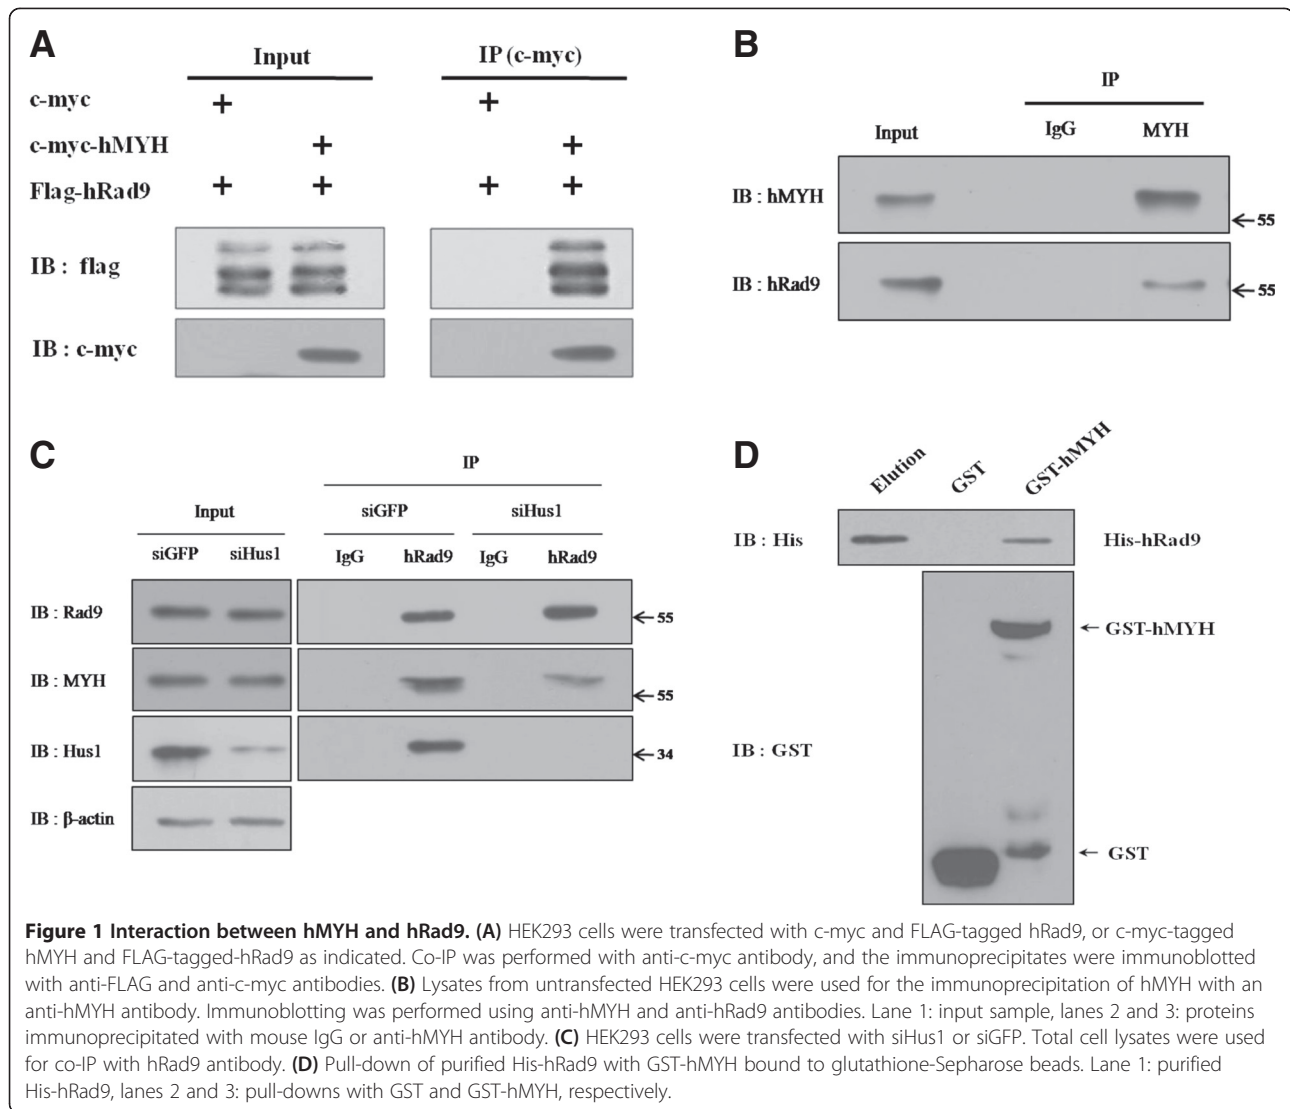 A
Input
IP (c-myc)
c-myc
+
+
c-myc-hMYH
+
+
Flag-hRad9
+
+
+
+
IB : flag
IB : c-myc
B
IP
Input
IgG
MYH
IB : hMYH
55
IB : hRad9
55
C
IP
Input
siGFP
siHus1
siGFP
siHus1
IgG
hRad9
IgG
hRad9
IB : Rad9
55
IB : MYH
55
IB : Hus1
34
IB : β-actin
D
Elution
GST
GST-hMYH
IB : His
His-hRad9
GST-hMYH
IB : GST
GST
Figure 1 Interaction between hMYH and hRad9. (A) HEK293 cells were transfected with c-myc and FLAG-tagged hRad9, or c-myc-tagged
hMYH and FLAG-tagged-hRad9 as indicated. Co-IP was performed with anti-c-myc antibody, and the immunoprecipitates were immunoblotted
with anti-FLAG and anti-c-myc antibodies. (B) Lysates from untransfected HEK293 cells were used for the immunoprecipitation of hMYH with an
anti-hMYH antibody. Immunoblotting was performed using anti-hMYH and anti-hRad9 antibodies. Lane 1: input sample, lanes 2 and 3: proteins
immunoprecipitated with mouse IgG or anti-hMYH antibody. (C) HEK293 cells were transfected with siHus1 or siGFP. Total cell lysates were used
for co-IP with hRad9 antibody. (D) Pull-down of purified His-hRad9 with GST-hMYH bound to glutathione-Sepharose beads. Lane 1: purified
His-hRad9, lanes 2 and 3: pull-downs with GST and GST-hMYH, respectively.